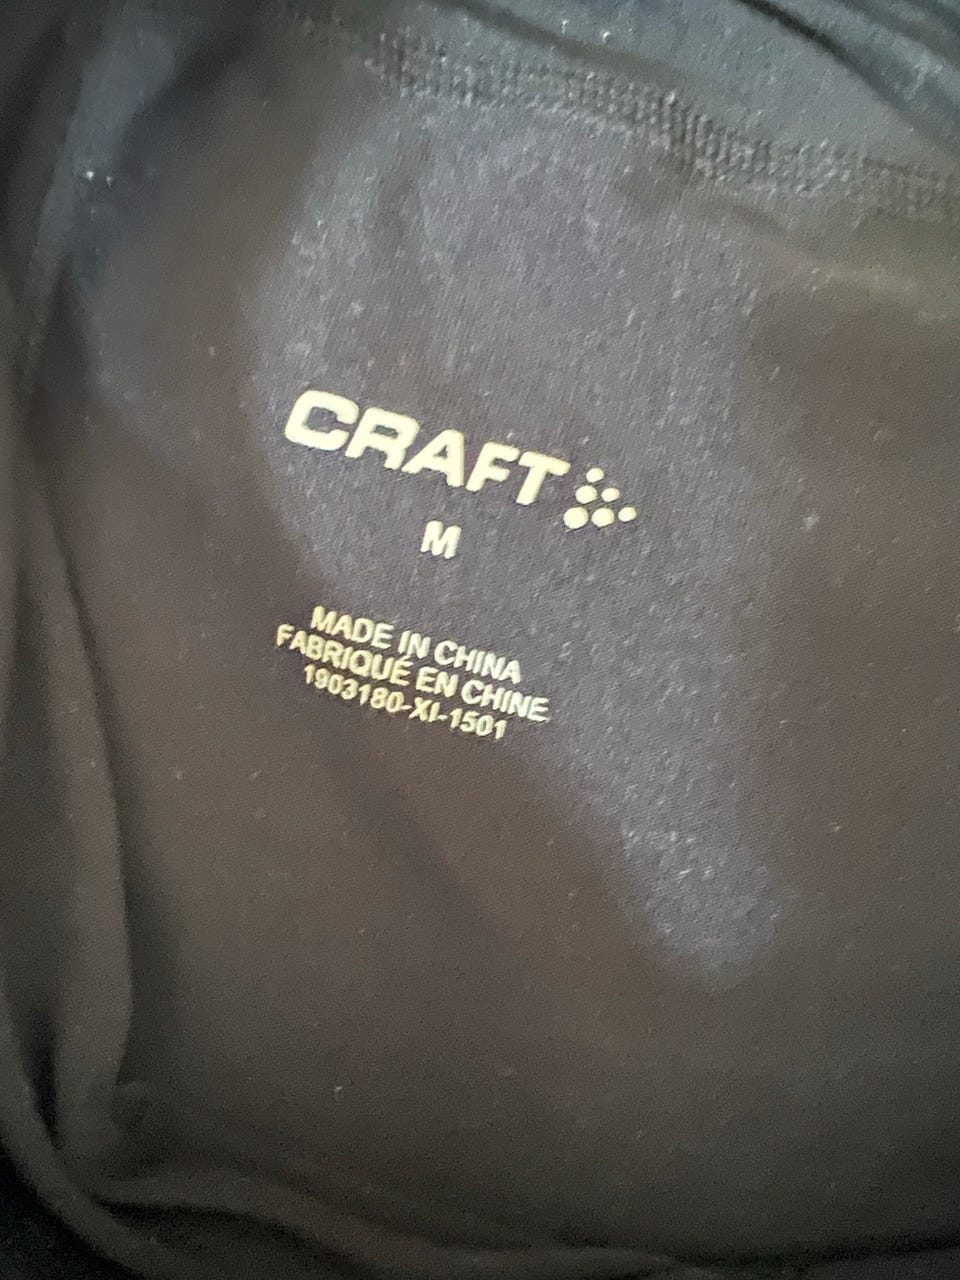 CRAFT
M
MADE IN CHINA
FABRIQUÉ EN CHINE
1903180-XI-1501